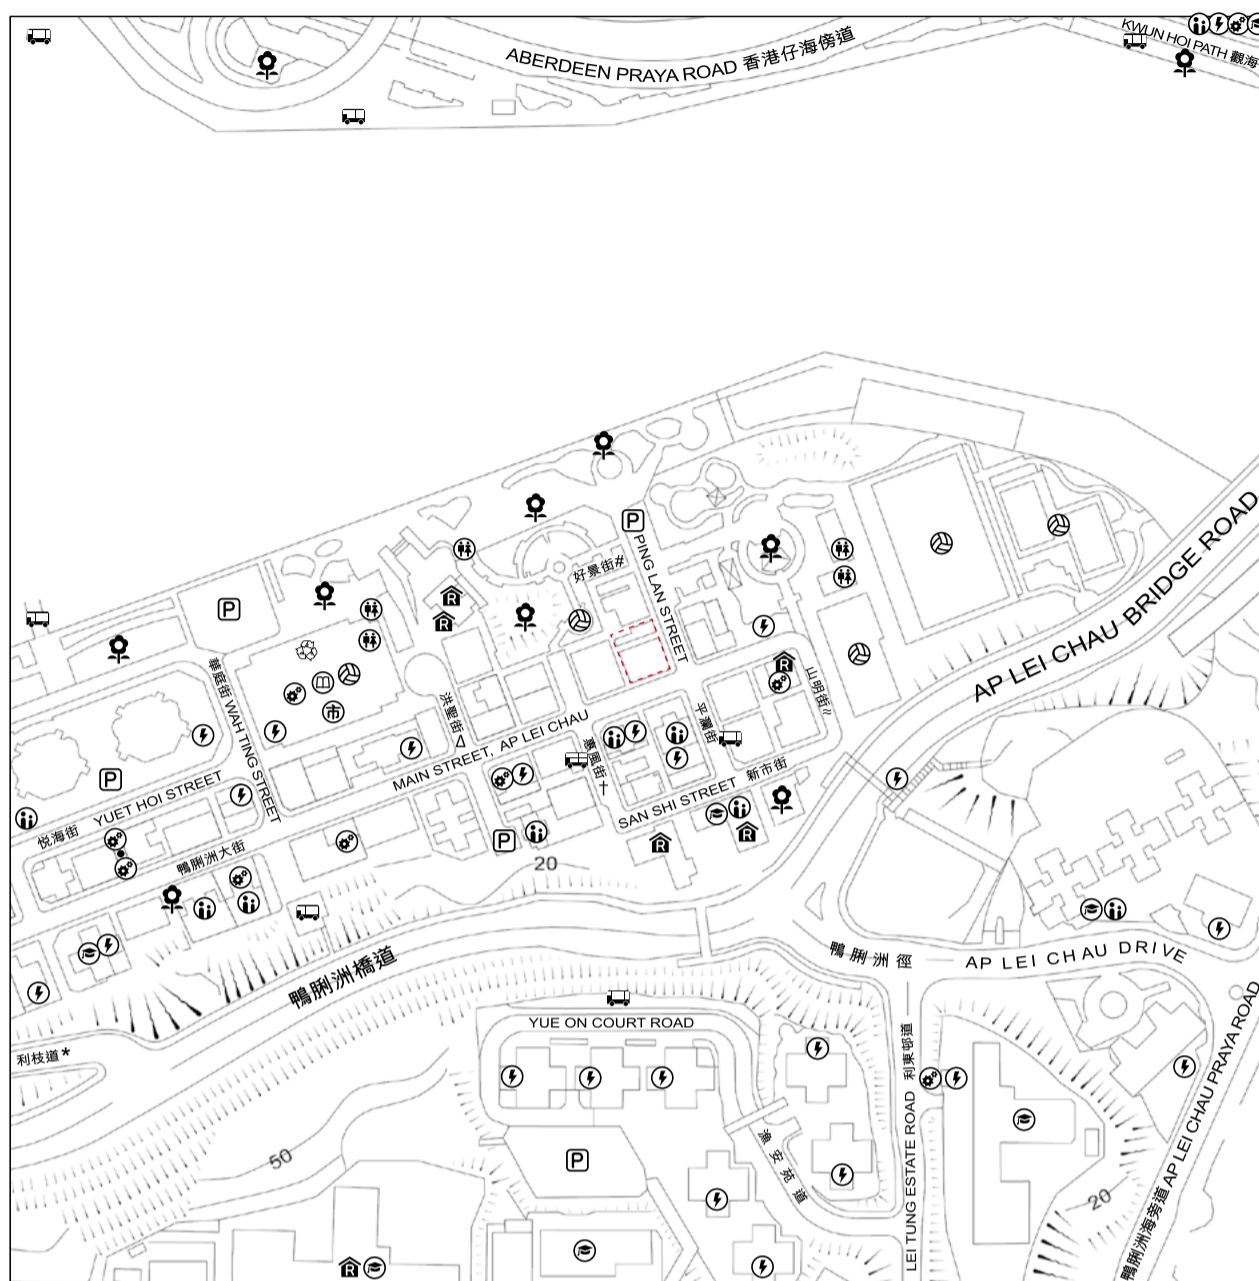 ABERDEEN PRAYA ROAD 香港仔海傍道
KWUN HOI PATH 觀海
P
PING LAN STREET
好景街#
P
R
R
AP LEI CHAU BRIDGE ROAD
華庭街 WAH TING STREET
市
洪聖街
MAIN STREET, AP LEI CHAU
惠風街†
平瀾街
R
山明街
SAN SHI STREET 新市街
P
悦海街 YUET HOI STREET
鴨脷洲大街
P
R
R
20
鴨脷洲橋道
鴨脷洲徑 AP LEI CHAU DRIVE
利枝道*
YUE ON COURT ROAD
漁安苑道
LEI TUNG ESTATE ROAD 利東邨道
鴨脷洲海旁道 AP LEI CHAU PRAYA ROAD
50
P
20
R